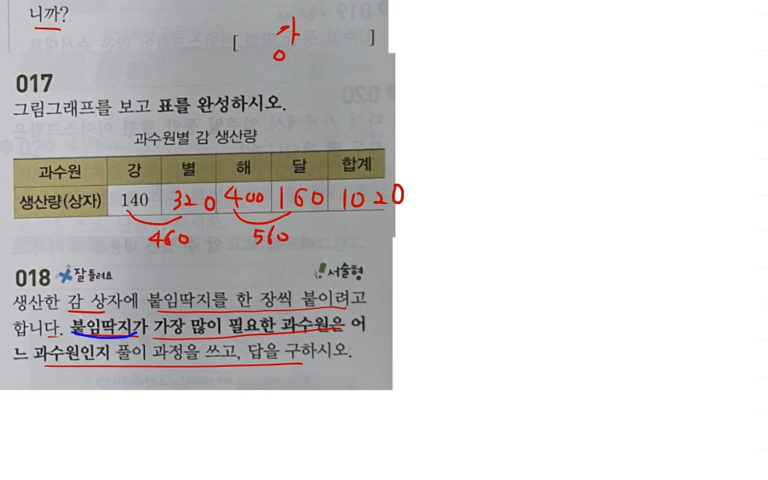 니까?
[ 강 ]
017
그림그래프를 보고 표를 완성하시오.
과수원별 감 생산량
과수원 강 별 해 달 합계
생산량(상자) 140 320 400 160 1020
460 560
018 잘 틀려요 서술형
생산한 감 상자에 붙임딱지를 한 장씩 붙이려고
합니다. 붙임딱지가 가장 많이 필요한 과수원은 어
느 과수원인지 풀이 과정을 쓰고, 답을 구하시오.